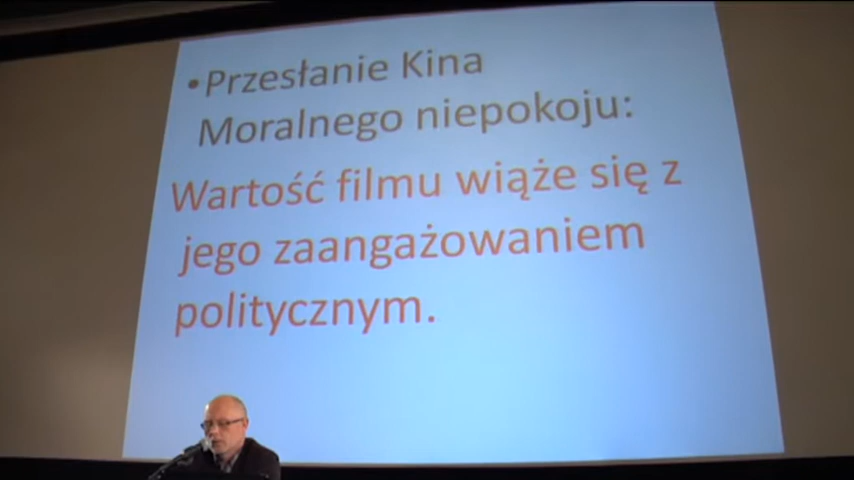 •Przesłanie Kina
Moralnego niepokoju:
Wartość filmu wiąże się z
jego zaangażowaniem
politycznym.